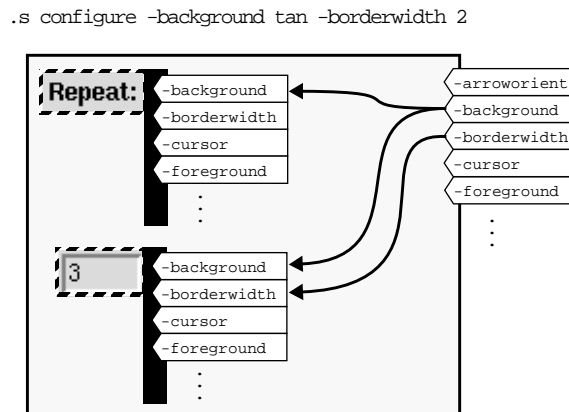 .s configure -background tan -borderwidth 2
Repeat:
-background
-borderwidth
-cursor
-foreground
-arroworient
-background
-borderwidth
-cursor
-foreground
3
-background
-borderwidth
-cursor
-foreground